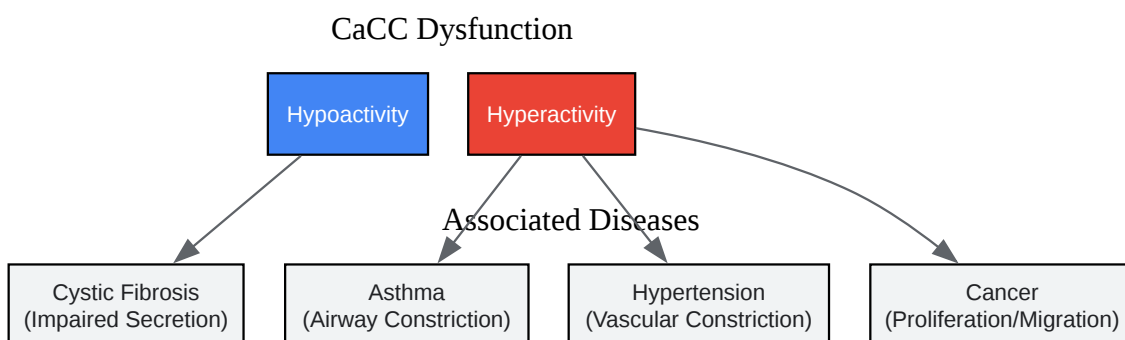 CaCC Dysfunction
Hypoactivity
Hyperactivity
Associated Diseases
Cystic Fibrosis
(Impaired Secretion)
Asthma
(Airway Constriction)
Hypertension
(Vascular Constriction)
Cancer
(Proliferation/Migration)